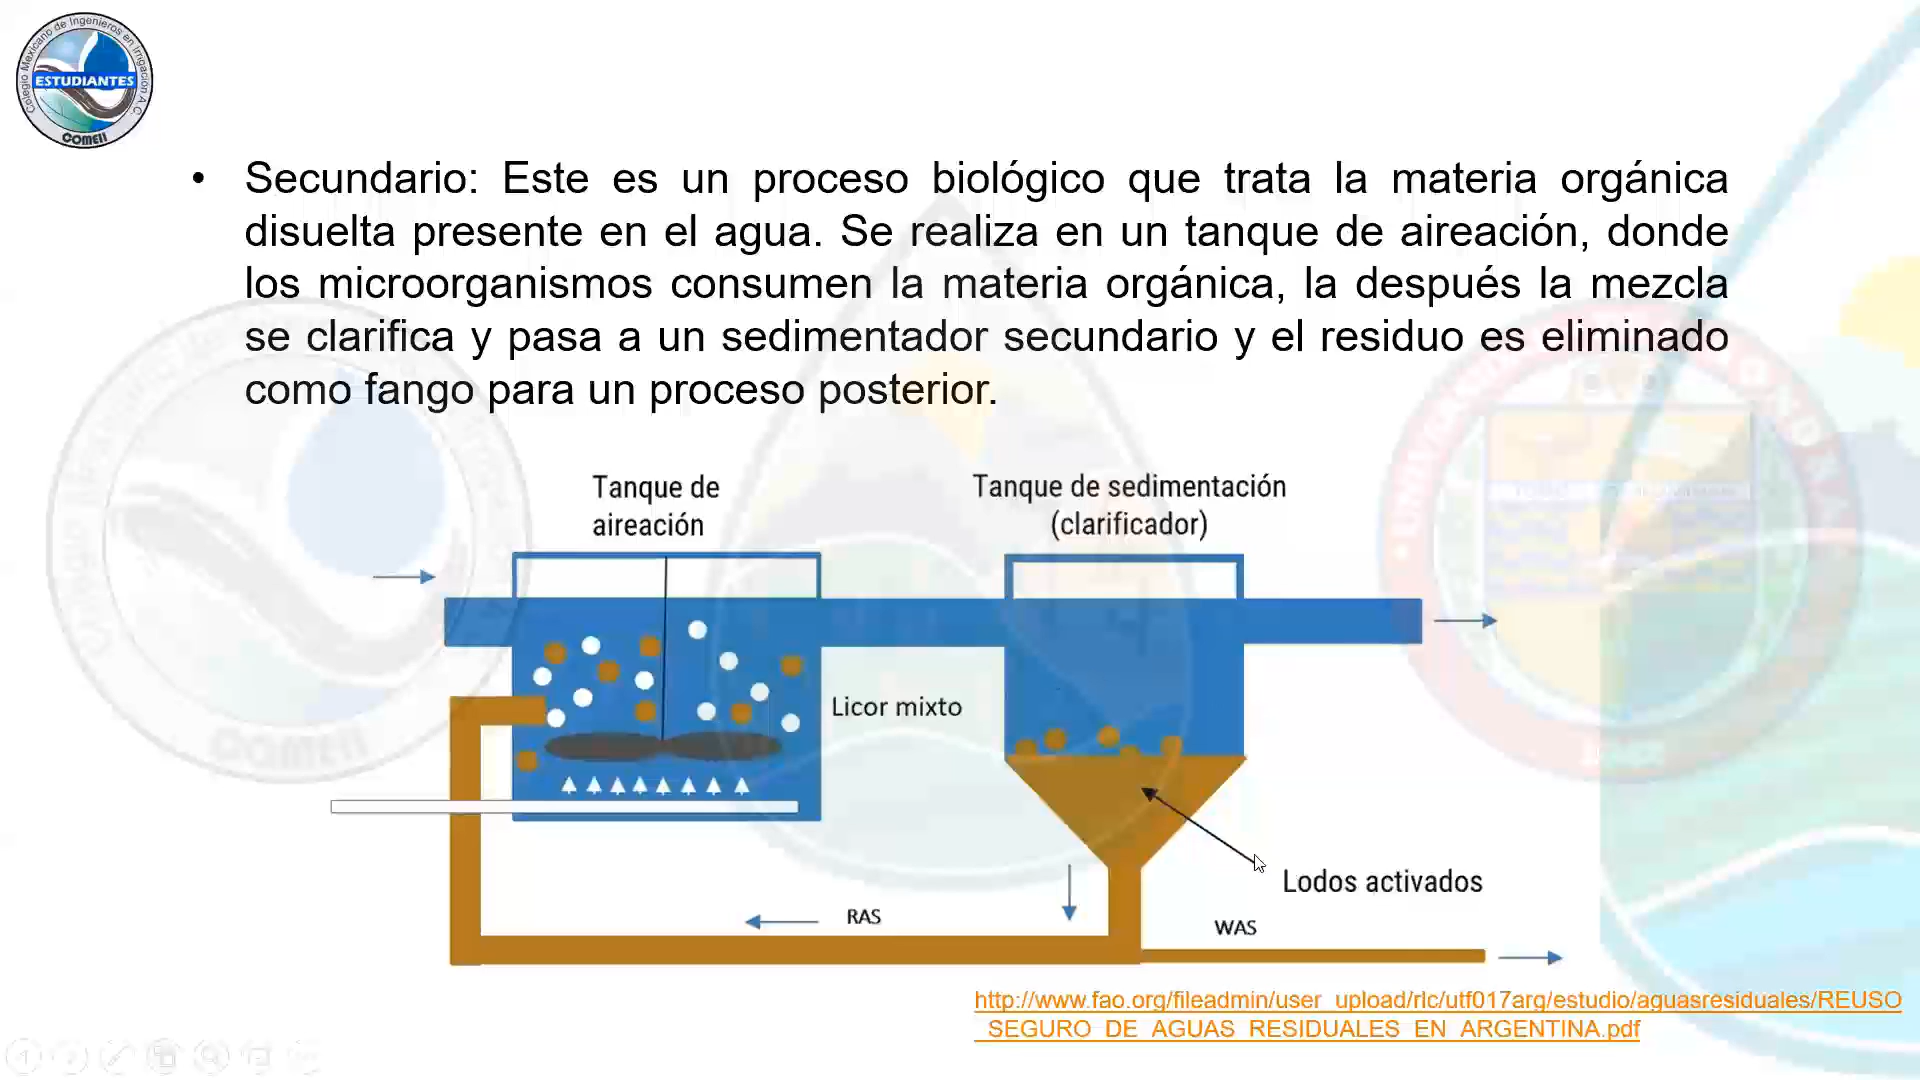 Colegio Mexicano de Ingenieros en Irrigación A.C.
ESTUDIANTES
COMEII
• Secundario: Este es un proceso biológico que trata la materia orgánica
disuelta presente en el agua. Se realiza en un tanque de aireación, donde
los microorganismos consumen la materia orgánica, la después la mezcla
se clarifica y pasa a un sedimentador secundario y el residuo es eliminado
como fango para un proceso posterior.
Tanque de
aireación
Tanque de sedimentación
(clarificador)
Licor mixto
Lodos activados
RAS
WAS
COMEII
http://www.fao.org/fileadmin/user_upload/rlc/utf017arg/estudio/aguasresiduales/REUSO
_SEGURO_DE_AGUAS_RESIDUALES_EN_ARGENTINA.pdf